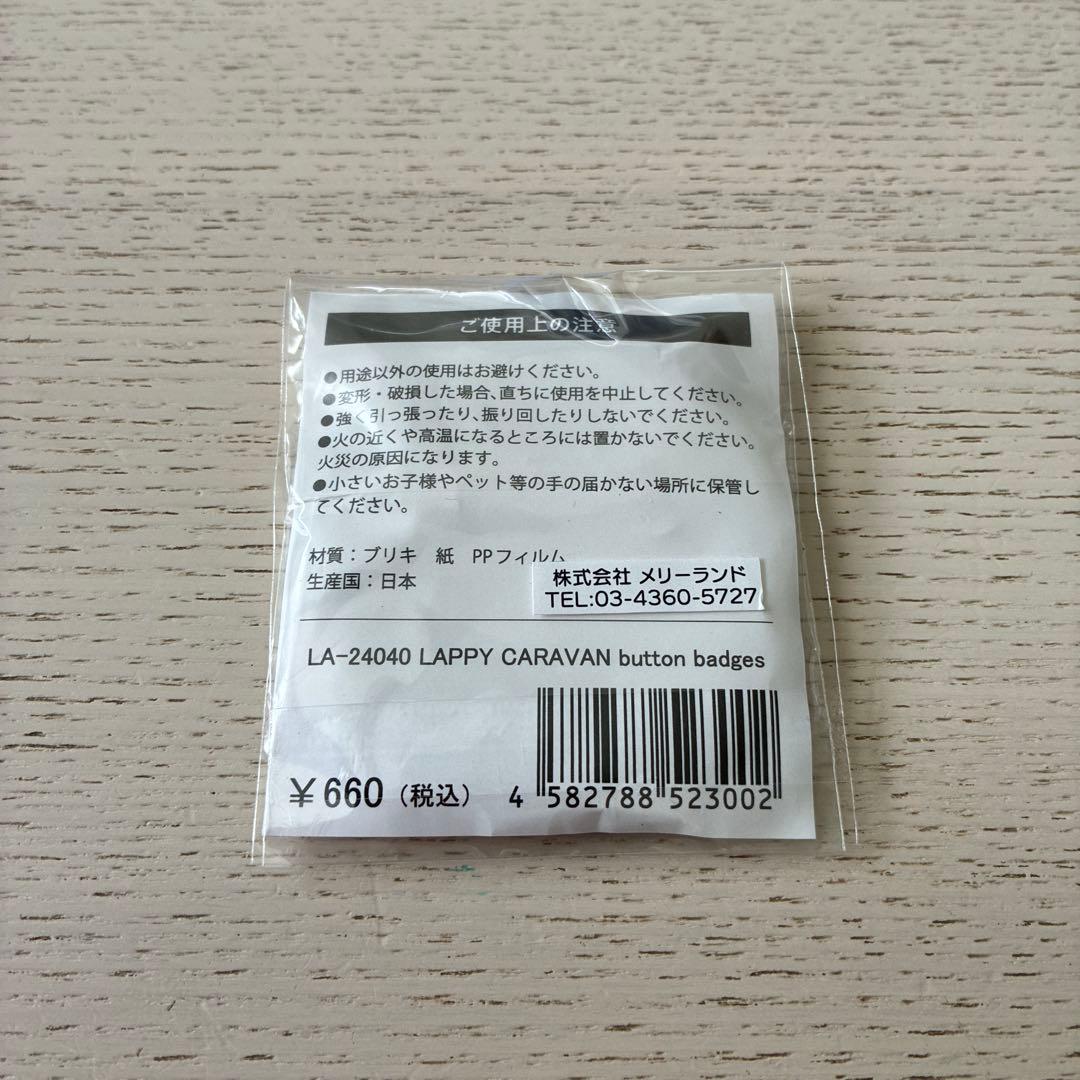 ご使用上の注意
●用途以外の使用はお避けください。
●変形・破損した場合、直ちに使用を中止してください。
●強く引っ張ったり、振り回したりしないでください。
●火の近くや高温になるところには置かないでください。
火災の原因になります。
●小さいお子様やペット等の手の届かない場所に保管し
てください。
材質：ブリキ　紙　PPフィルム
生産国：日本
株式会社 メリーランド
TEL:03-4360-5727
LA-24040 LAPPY CARAVAN button badges
￥660（税込）
4 582788 523002